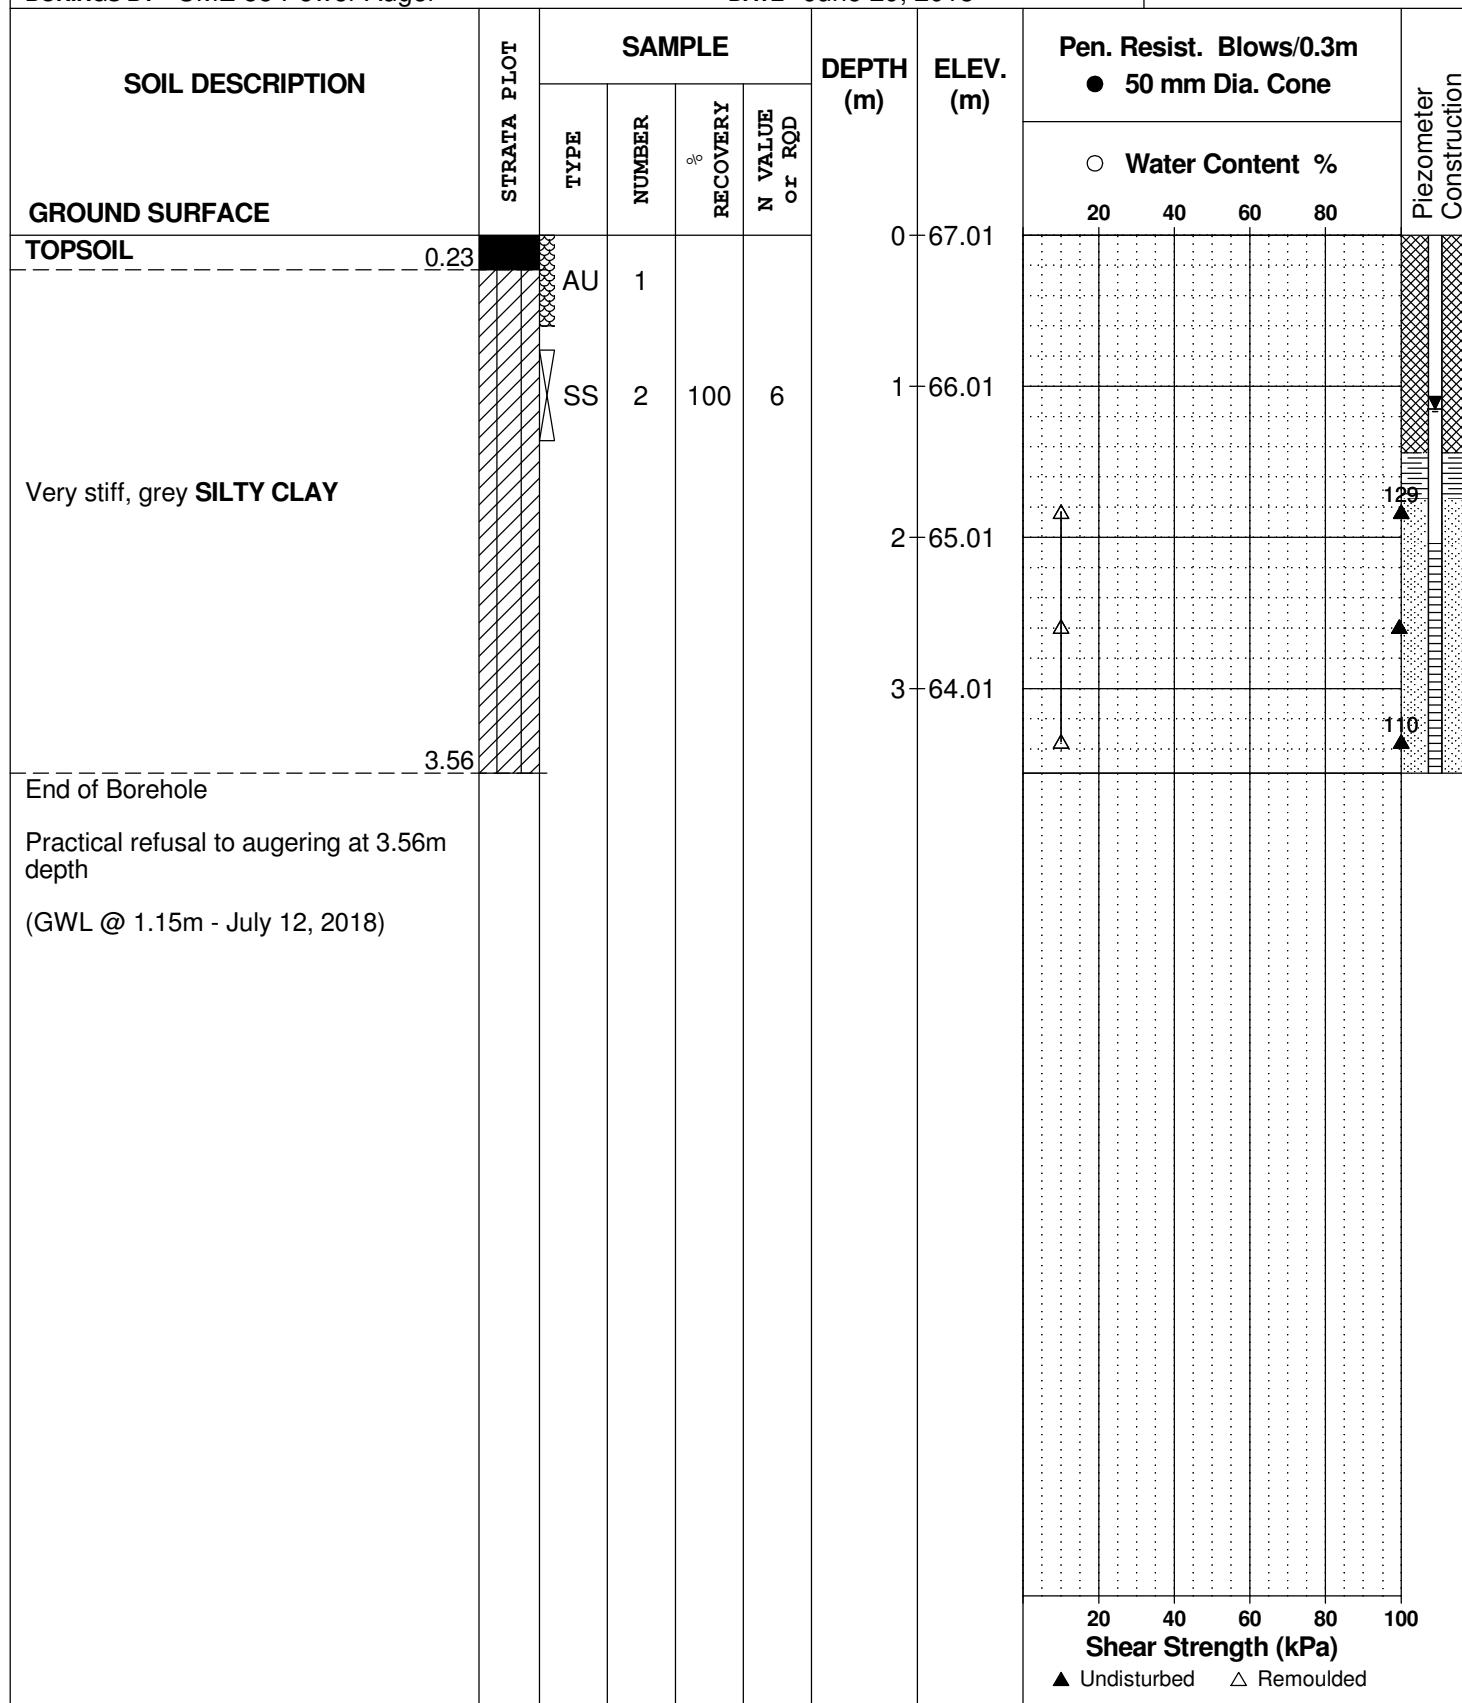 SOIL DESCRIPTION
GROUND SURFACE
STRATA PLOT
SAMPLE
TYPE
NUMBER
%
RECOVERY
N VALUE
or RQD
DEPTH
(m)
ELEV.
(m)
Pen. Resist. Blows/0.3m
● 50 mm Dia. Cone
○ Water Content %
20 40 60 80
Piezometer
Construction
TOPSOIL 0.23
0 67.01
AU 1
SS 2 100 6
1 66.01
Very stiff, grey SILTY CLAY
129
2 65.01
3 64.01
110
3.56
End of Borehole
Practical refusal to augering at 3.56m
depth
(GWL @ 1.15m - July 12, 2018)
20 40 60 80 100
Shear Strength (kPa)
▲ Undisturbed △ Remoulded